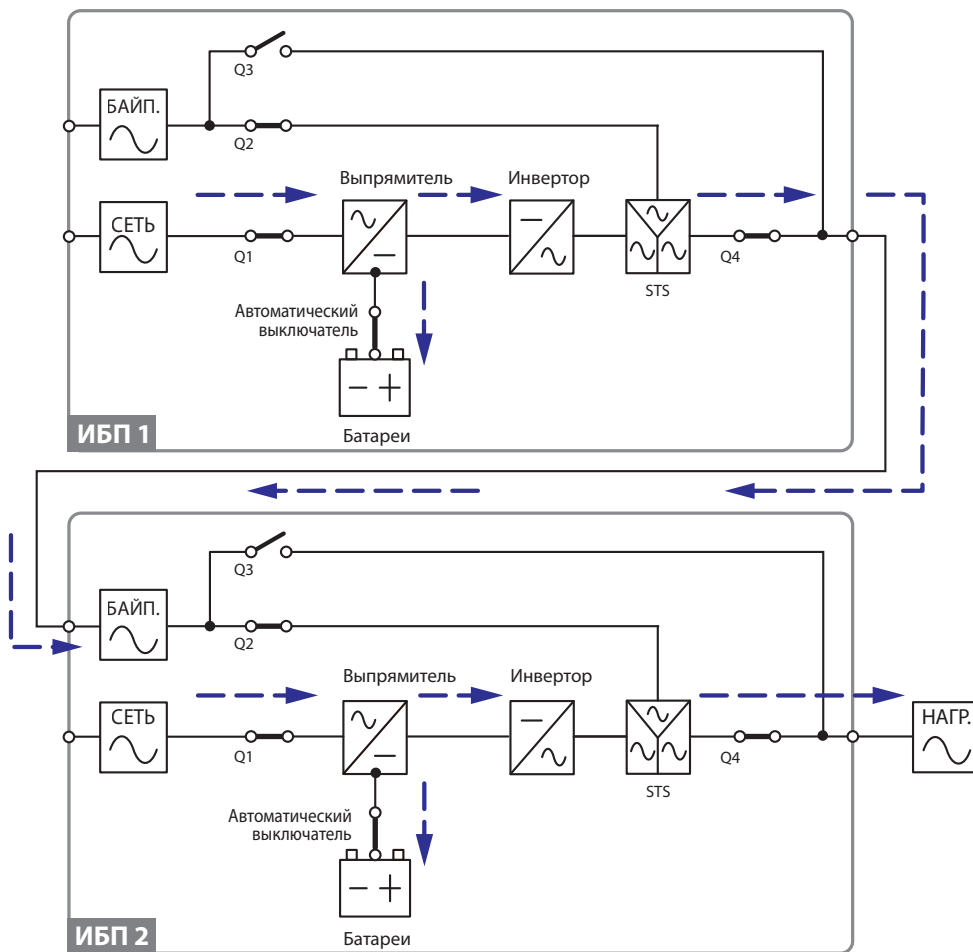 Q3
БАЙП.
Q2
Выпрямитель
Инвертор
СЕТЬ
Q1
Q4
STS
Автоматический
выключатель
− +
Батареи
ИБП 1
Q3
БАЙП.
Q2
Выпрямитель
Инвертор
СЕТЬ
НАГР.
Q1
Q4
STS
Автоматический
выключатель
− +
Батареи
ИБП 2